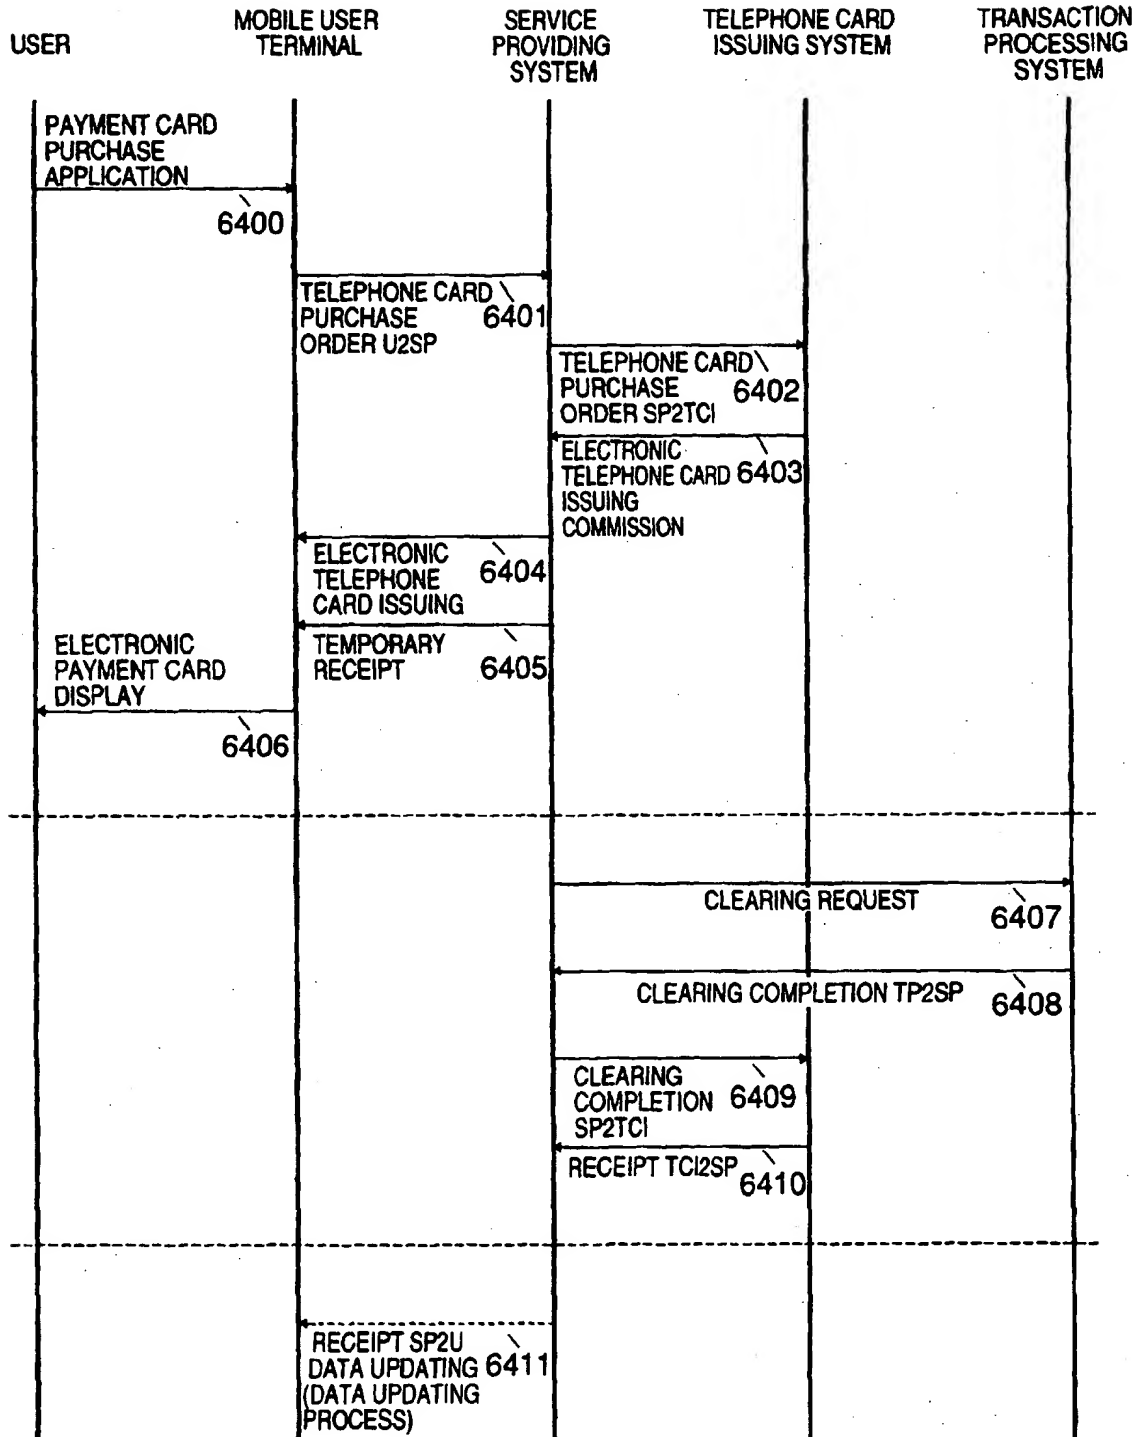 USER
MOBILE USER
TERMINAL
SERVICE
PROVIDING
SYSTEM
TELEPHONE CARD
ISSUING SYSTEM
TRANSACTION
PROCESSING
SYSTEM
PAYMENT CARD
PURCHASE
APPLICATION
6400
TELEPHONE CARD
PURCHASE
ORDER U2SP
6401
TELEPHONE CARD
PURCHASE
ORDER SP2TCI
6402
ELECTRONIC
TELEPHONE CARD
ISSUING
COMMISSION
6403
ELECTRONIC
TELEPHONE
CARD ISSUING
6404
TEMPORARY
RECEIPT
6405
ELECTRONIC
PAYMENT CARD
DISPLAY
6406
CLEARING REQUEST
6407
CLEARING COMPLETION TP2SP
6408
CLEARING
COMPLETION
SP2TCI
6409
RECEIPT TCI2SP
6410
RECEIPT SP2U
DATA UPDATING
(DATA UPDATING
PROCESS)
6411